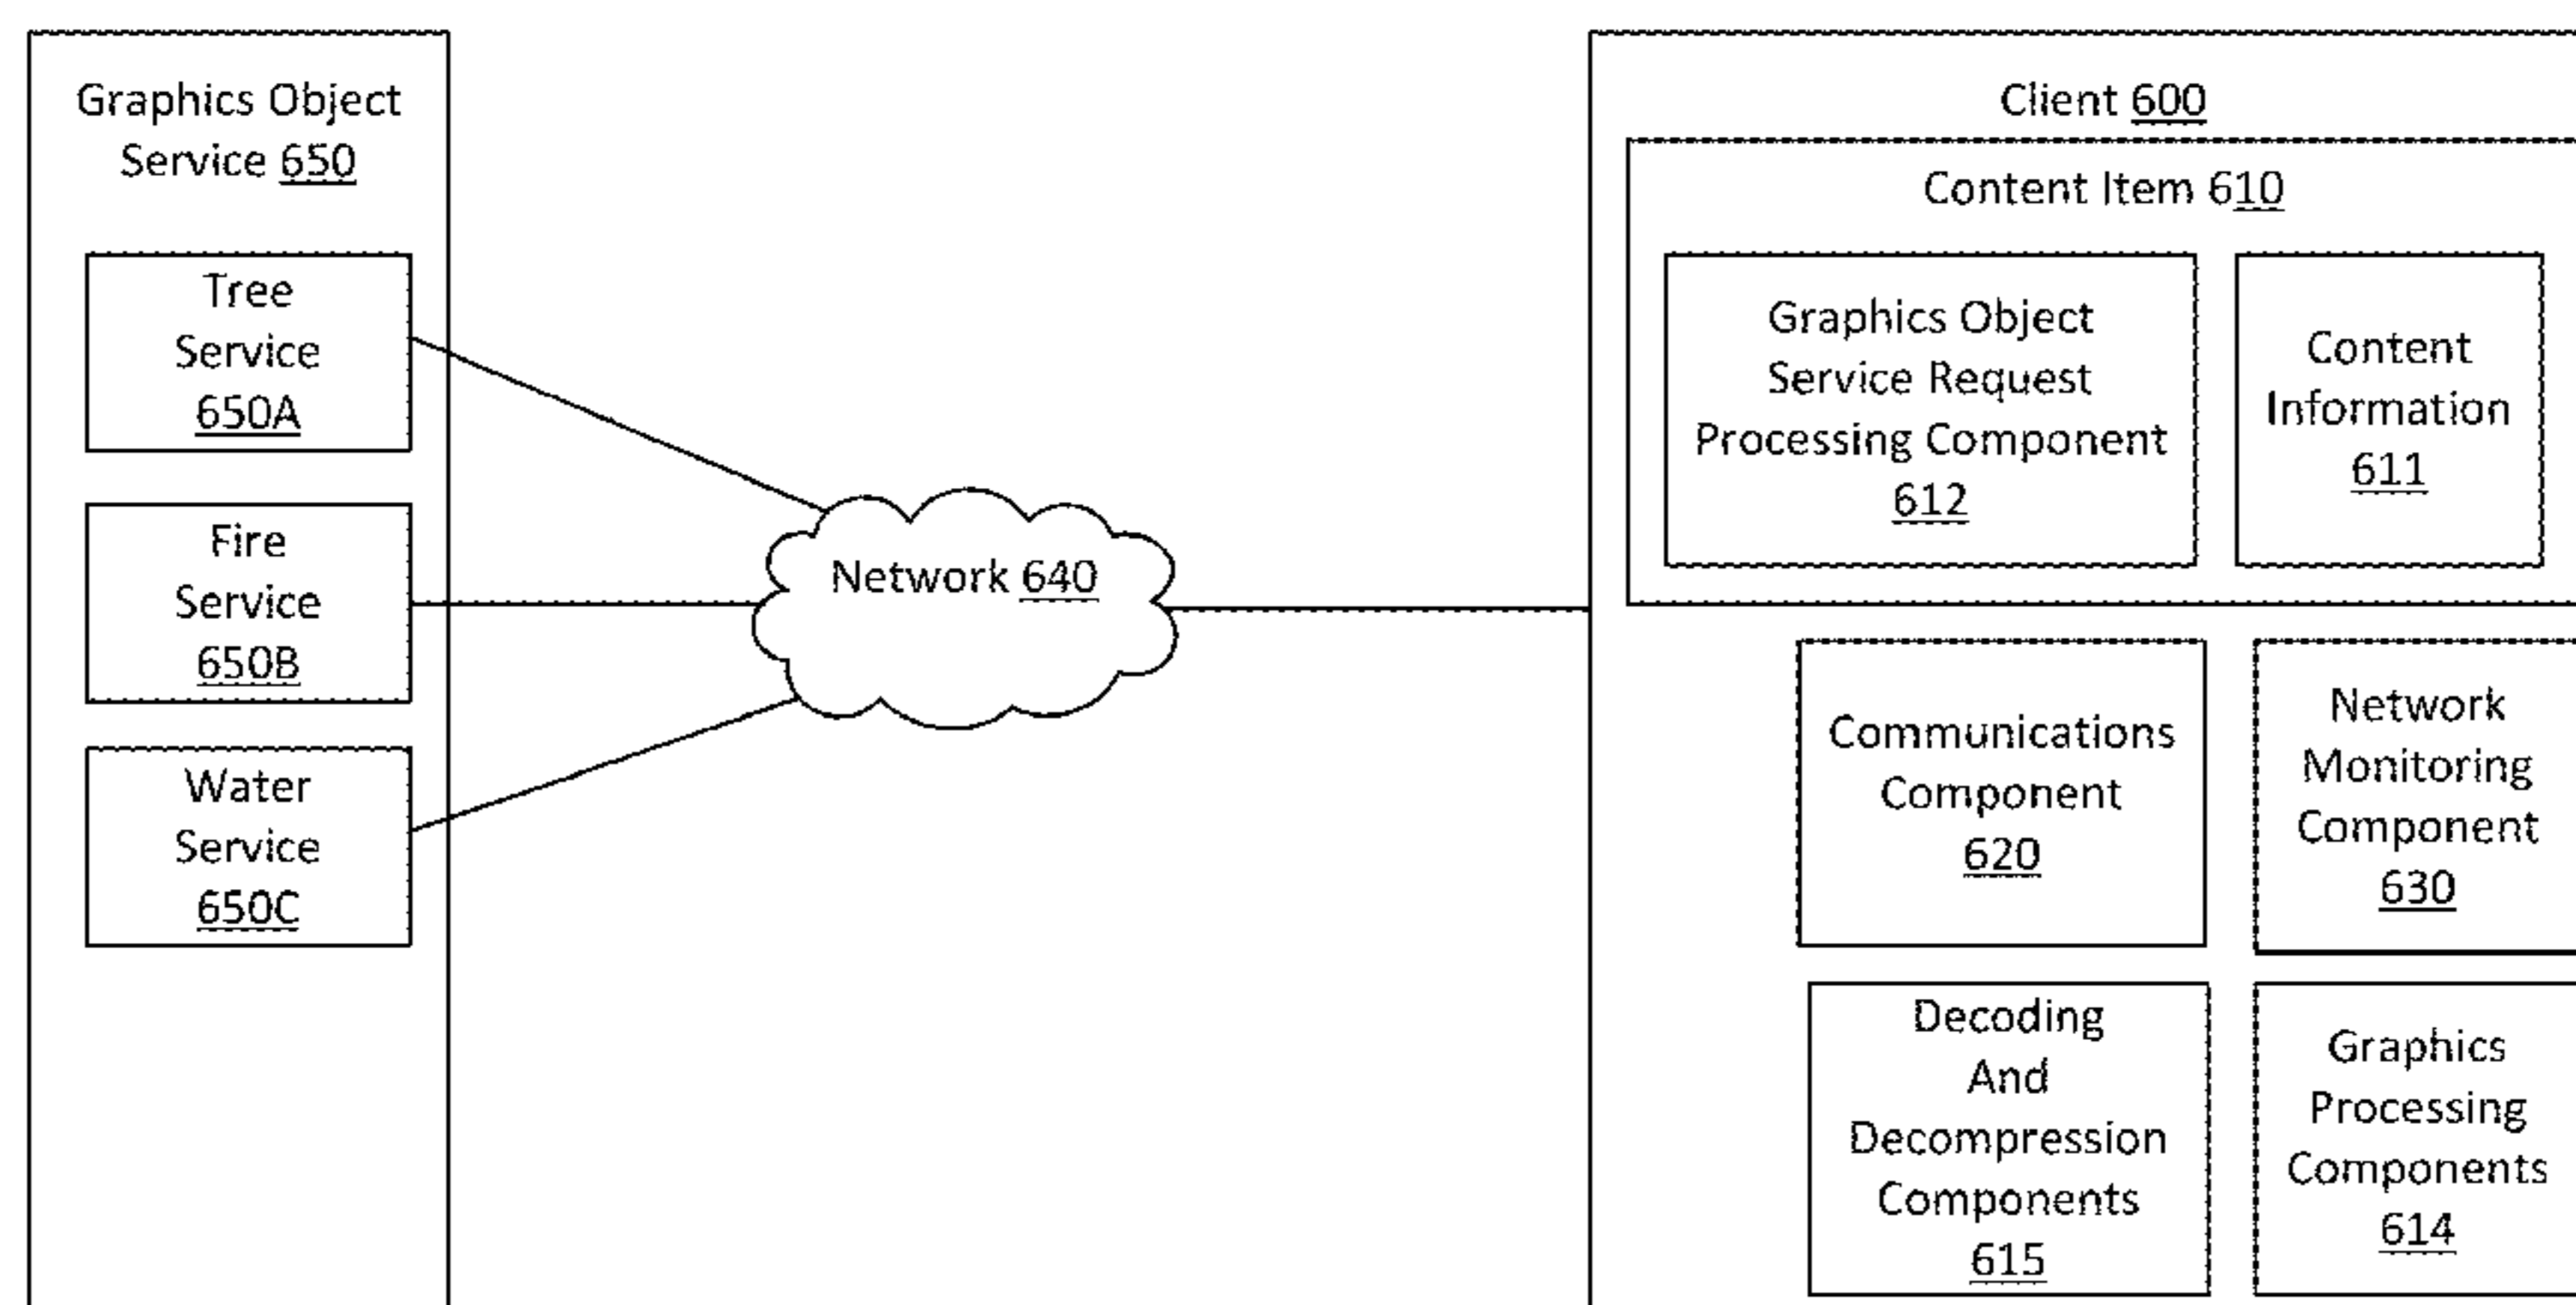 Graphics Object
Service 650
Tree
Service
650A
Fire
Service
650B
Water
Service
650C
Network 640
Client 600
Content Item 610
Graphics Object
Service Request
Processing Component
612
Content
Information
611
Communications
Component
620
Network
Monitoring
Component
630
Decoding
And
Decompression
Components
615
Graphics
Processing
Components
614